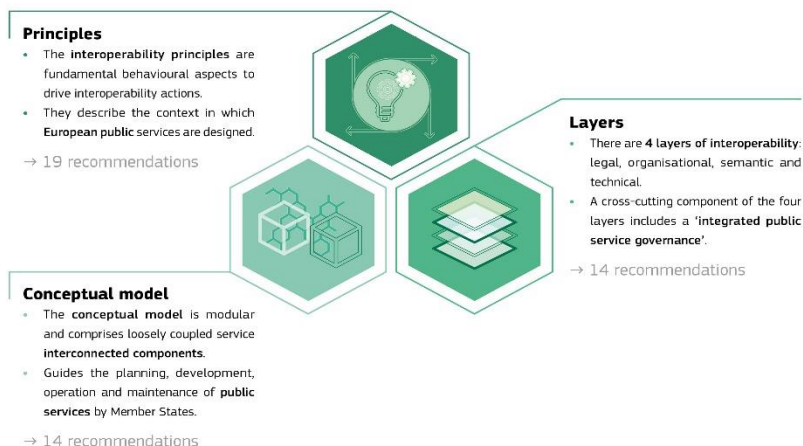 Principles
• The interoperability principles are
fundamental behavioural aspects to
drive interoperability actions.
• They describe the context in which
European public services are designed.
→ 19 recommendations
Layers
• There are 4 layers of interoperability:
legal, organisational, semantic and
technical.
• A cross-cutting component of the four
layers includes a ‘integrated public
service governance’.
→ 14 recommendations
Conceptual model
• The conceptual model is modular
and comprises loosely coupled service
interconnected components.
• Guides the planning, development,
operation and maintenance of public
services by Member States.
→ 14 recommendations